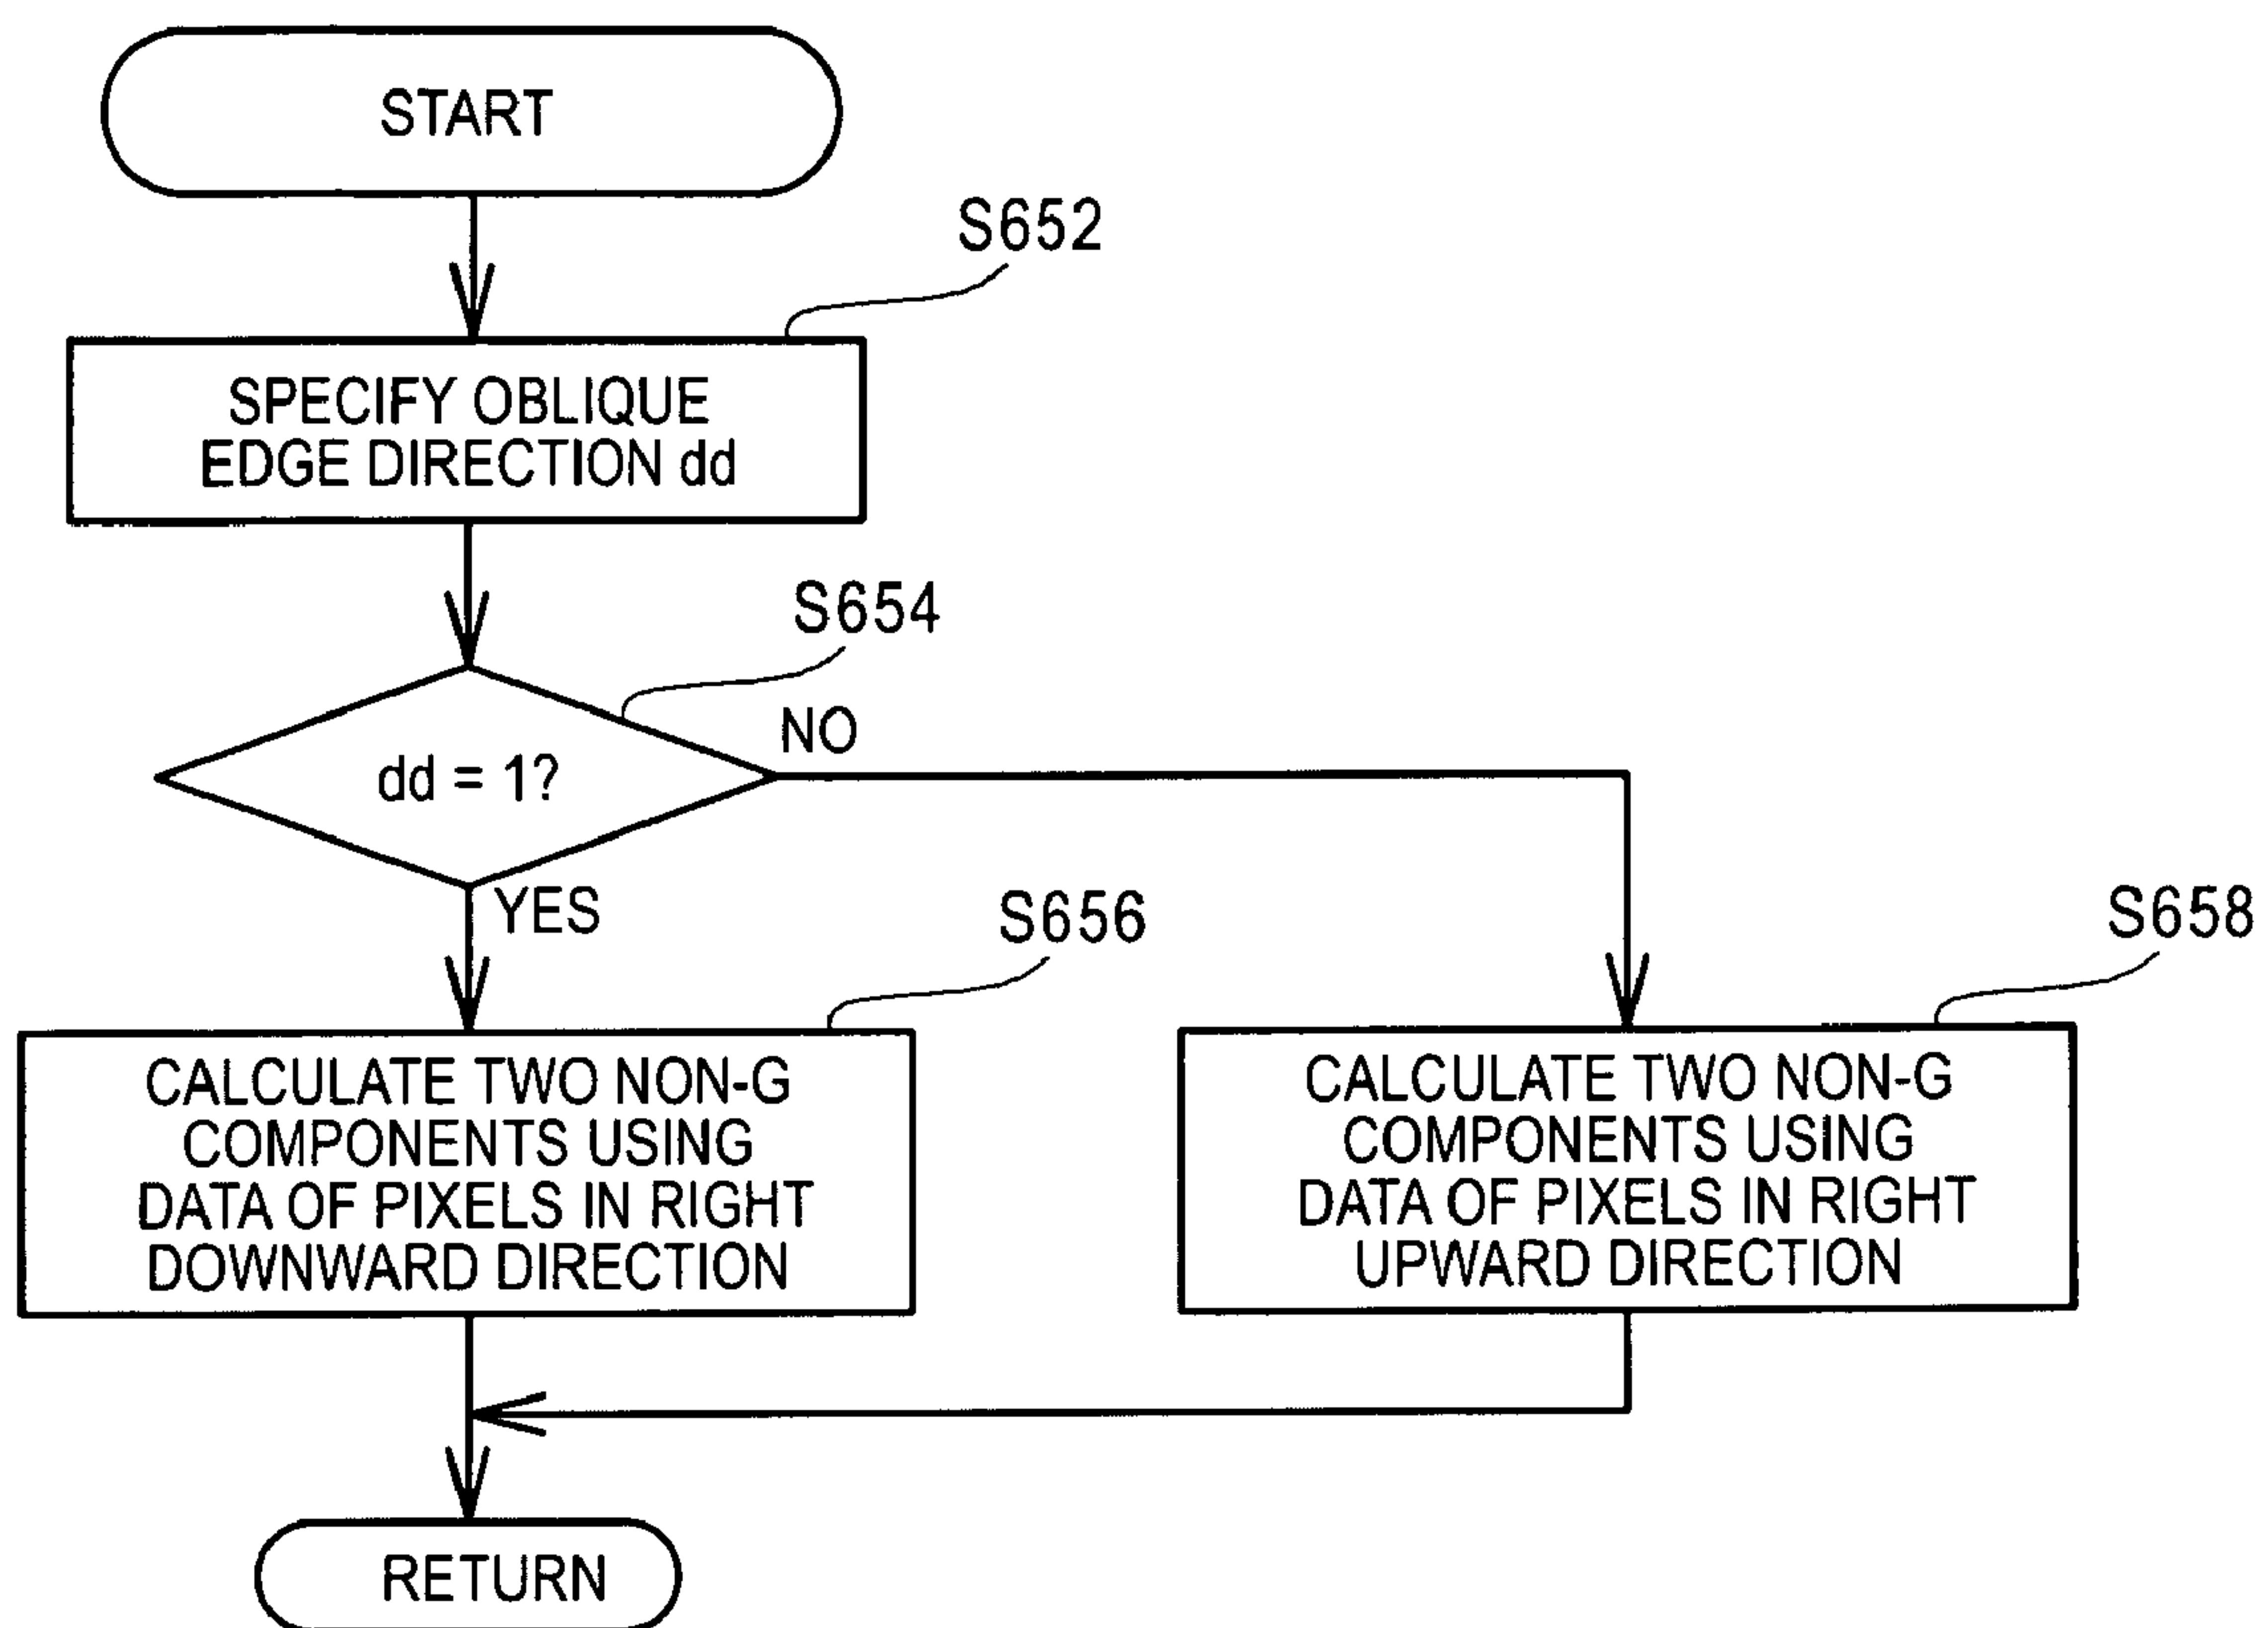 START
S652
SPECIFY OBLIQUE
EDGE DIRECTION dd
S654
dd = 1?
NO
YES
S656
CALCULATE TWO NON-G
COMPONENTS USING
DATA OF PIXELS IN RIGHT
DOWNWARD DIRECTION
S658
CALCULATE TWO NON-G
COMPONENTS USING
DATA OF PIXELS IN RIGHT
UPWARD DIRECTION
RETURN